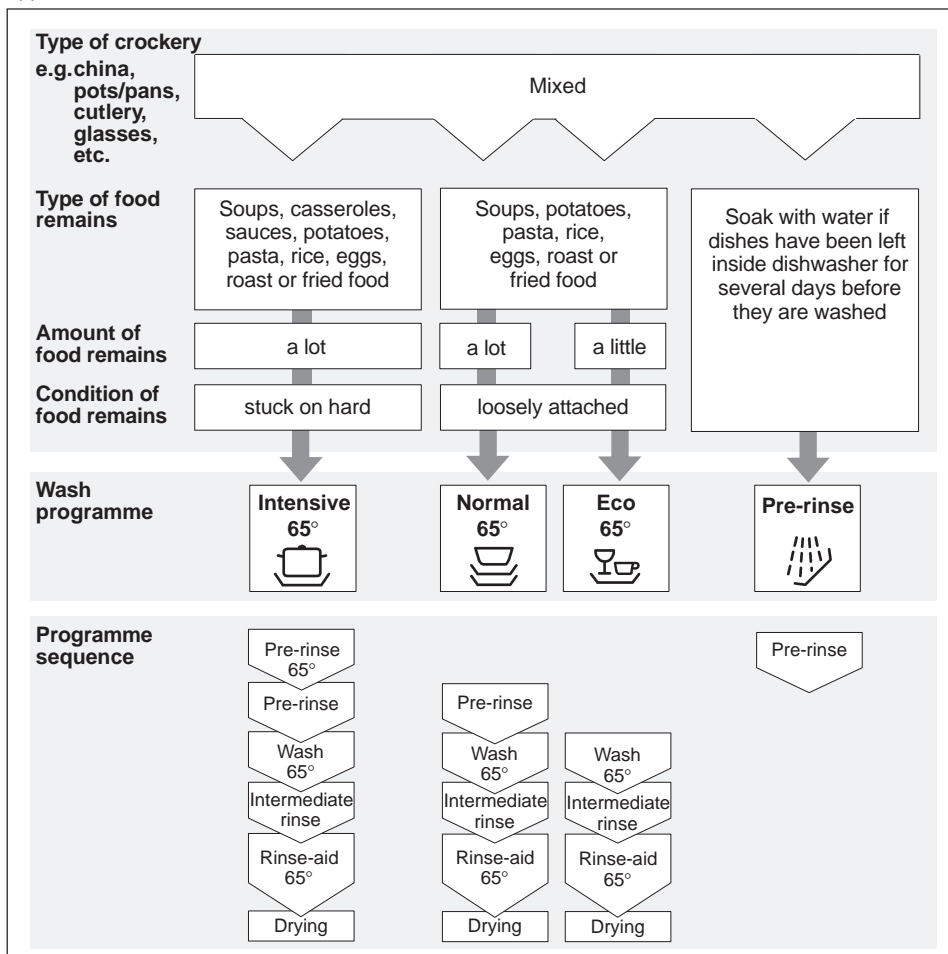 Type of crockery
e.g.china,
pots/pans,
cutlery,
glasses,
etc.
Mixed
Type of food
remains
Soups, casseroles,
sauces, potatoes,
pasta, rice, eggs,
roast or fried food
Soups, potatoes,
pasta, rice,
eggs, roast or
fried food
Soak with water if
dishes have been left
inside dishwasher for
several days before
they are washed
Amount of
food remains
a lot
a lot
a little
Condition of
food remains
stuck on hard
loosely attached
Wash
programme
Intensive
65°
Normal
65°
Eco
65°
Pre-rinse
Programme
sequence
Pre-rinse
65°
Pre-rinse
Wash
65°
Intermediate
rinse
Rinse-aid
65°
Drying
Pre-rinse
Wash
65°
Intermediate
rinse
Rinse-aid
65°
Drying
Wash
65°
Intermediate
rinse
Rinse-aid
65°
Drying
Pre-rinse